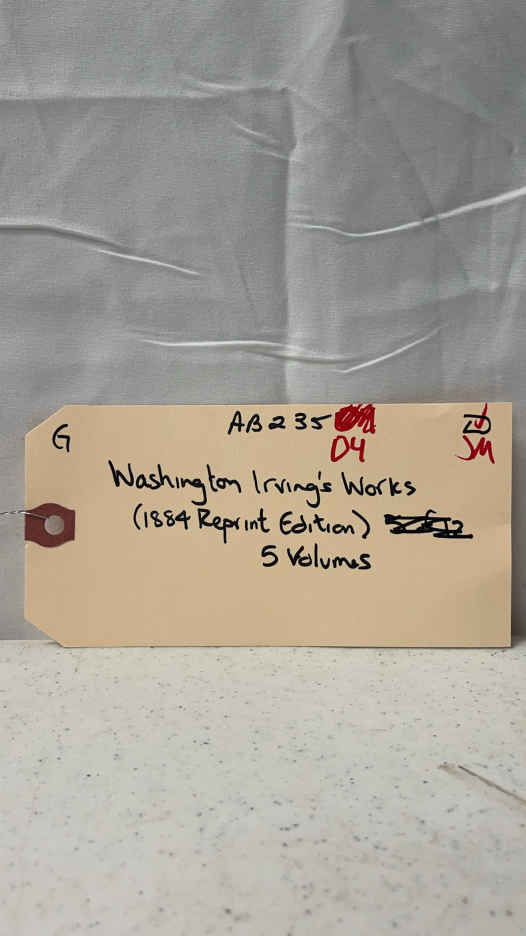 G
AB235
D4
JM
Washington Irving's Works
(1884 Reprint Edition)
5 Volumes